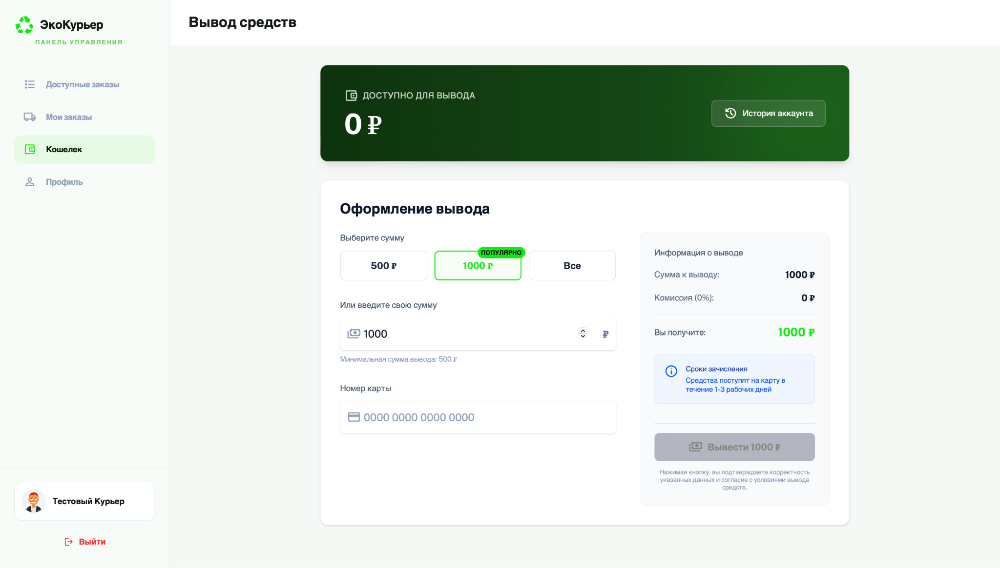 ЭкоКурьер
ПАНЕЛЬ УПРАВЛЕНИЯ
Доступные заказы
Мои заказы
Кошелек
Профиль
Тестовый Курьер
Выйти
Вывод средств
ДОСТУПНО ДЛЯ ВЫВОДА
0 ₽
История аккаунта
Оформление вывода
Выберите сумму
500 ₽
ПОПУЛЯРНО
1000 ₽
Все
Или введите свою сумму
1000 ₽
Минимальная сумма вывода: 500 ₽
Номер карты
0000 0000 0000 0000
Информация о выводе
Сумма к выводу: 1000 ₽
Комиссия (0%): 0 ₽
Вы получите: 1000 ₽
Сроки зачисления
Средства поступят на карту в
течение 1-3 рабочих дней
Вывести 1000 ₽
Нажимая кнопку, вы подтверждаете корректность
указанных данных и согласие с условиями вывода
средств.